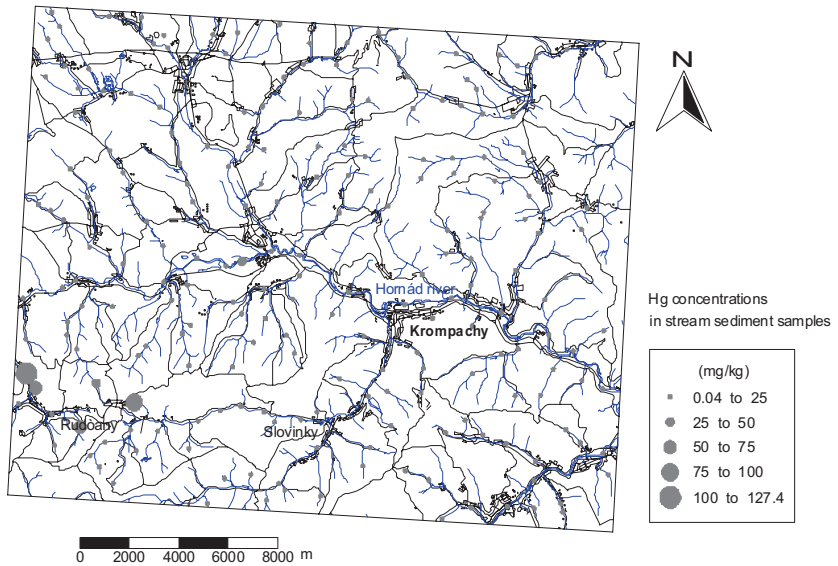 N
Hornád river
Krompachy
Rudòany
Slovinky
Hg concentrations
in stream sediment samples
(mg/kg)
0.04 to 25
25 to 50
50 to 75
75 to 100
100 to 127.4
0 2000 4000 6000 8000 m